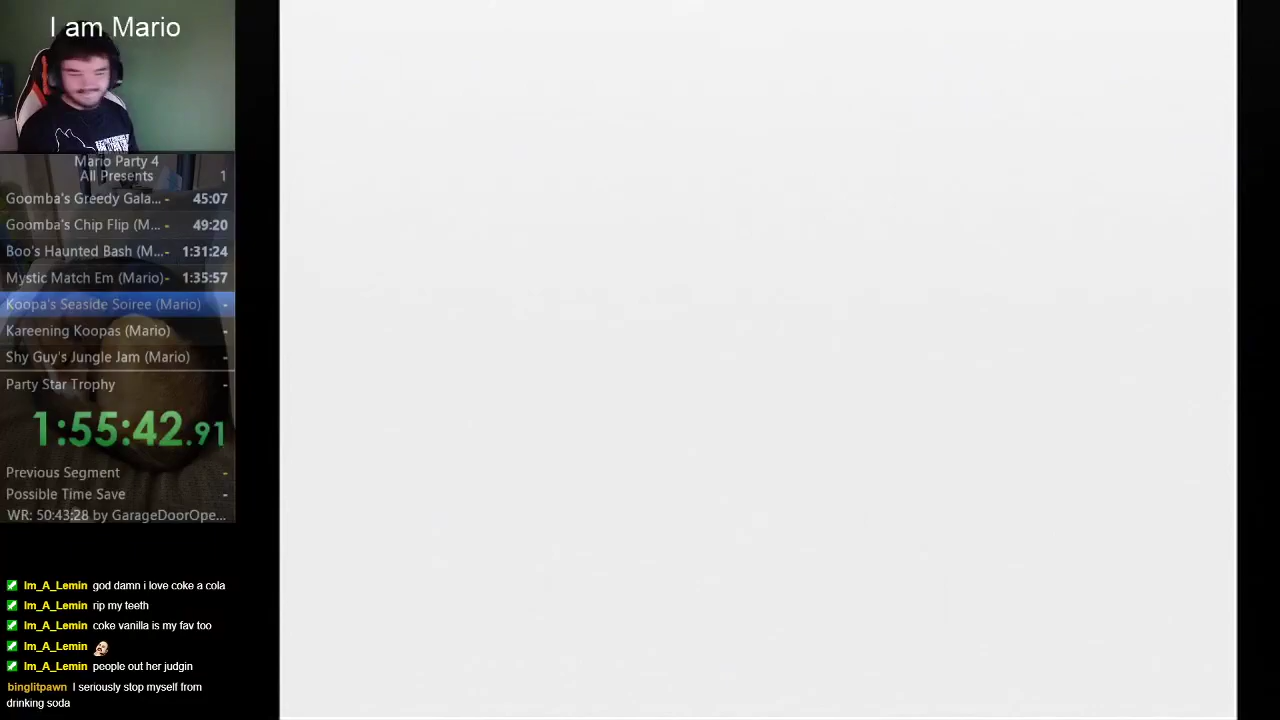 I am Mario
Mario Party 4
All Presents 1
Goomba's Greedy Gala... - 45:07
Goomba's Chip Flip (M... - 49:20
Boo's Haunted Bash (M... - 1:31:24
Mystic Match Em (Mario) - 1:35:57
Koopa's Seaside Soiree (Mario) -
Kareening Koopas (Mario) -
Shy Guy's Jungle Jam (Mario) -
Party Star Trophy -
1:55:42.91
Previous Segment -
Possible Time Save -
WR: 50:43:28 by GarageDoorOpe...
Im_A_Lemin god damn i love coke a cola
Im_A_Lemin rip my teeth
Im_A_Lemin coke vanilla is my fav too
Im_A_Lemin
Im_A_Lemin people out her judgin
binglitpawn I seriously stop myself from
drinking soda